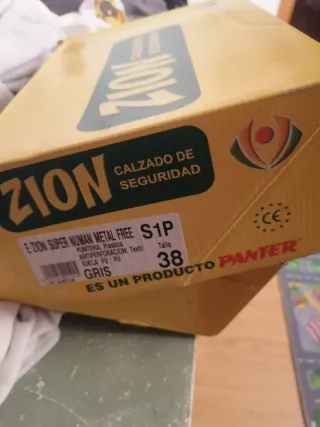 ZION
ZION
CALZADO DE
SEGURIDAD
E ZION SUPER NUMAN METAL FREE S1P
PUNTERA: Plastica
ANTIPERFORACION: Textil
SUELA: PU / PU
Talla
38
GRIS
CE
ES UN PRODUCTO PANTER